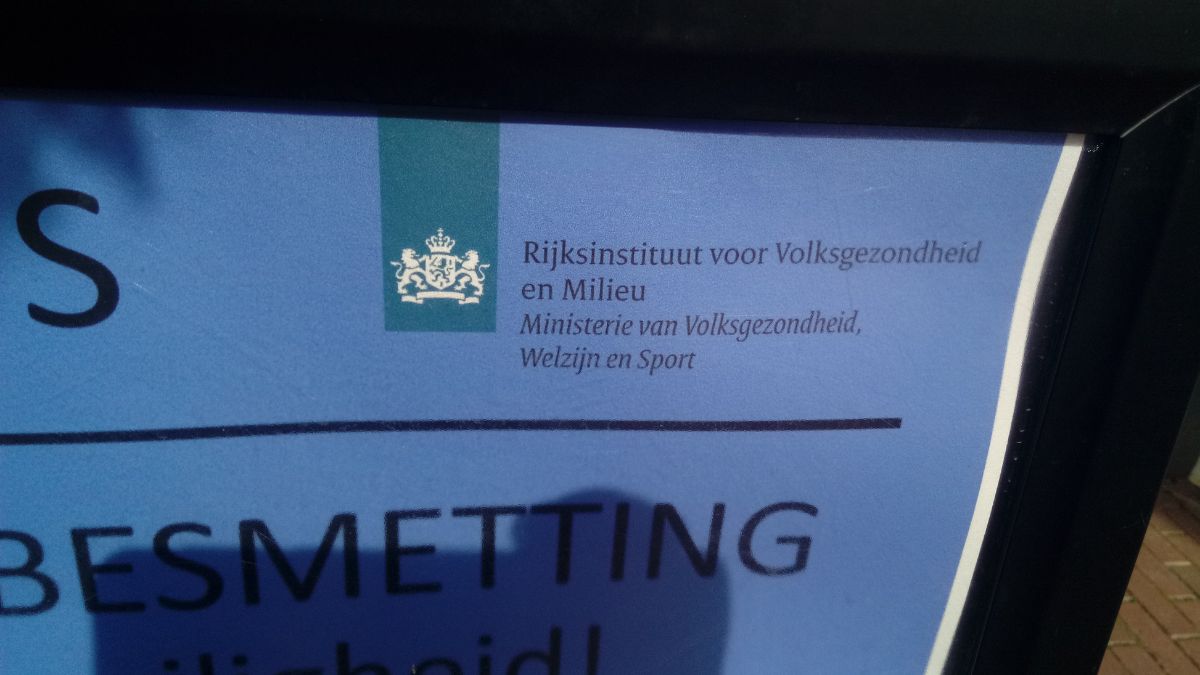 S
Rijksinstituut voor Volksgezondheid
en Milieu
Ministerie van Volksgezondheid,
Welzijn en Sport
BESMETTING